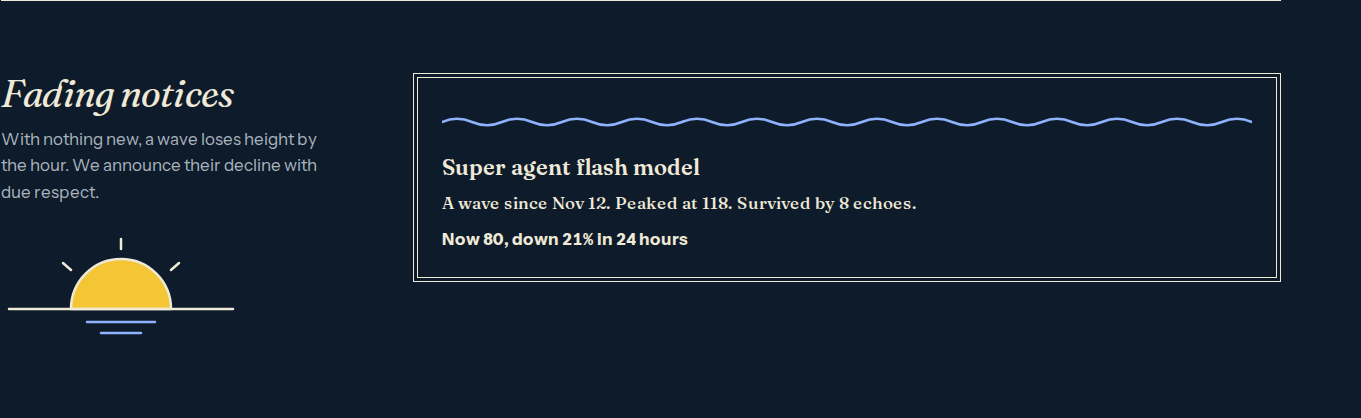 Fading notices
With nothing new, a wave loses height by
the hour. We announce their decline with
due respect.
Super agent flash model
A wave since Nov 12. Peaked at 118. Survived by 8 echoes.
Now 80, down 21% in 24 hours